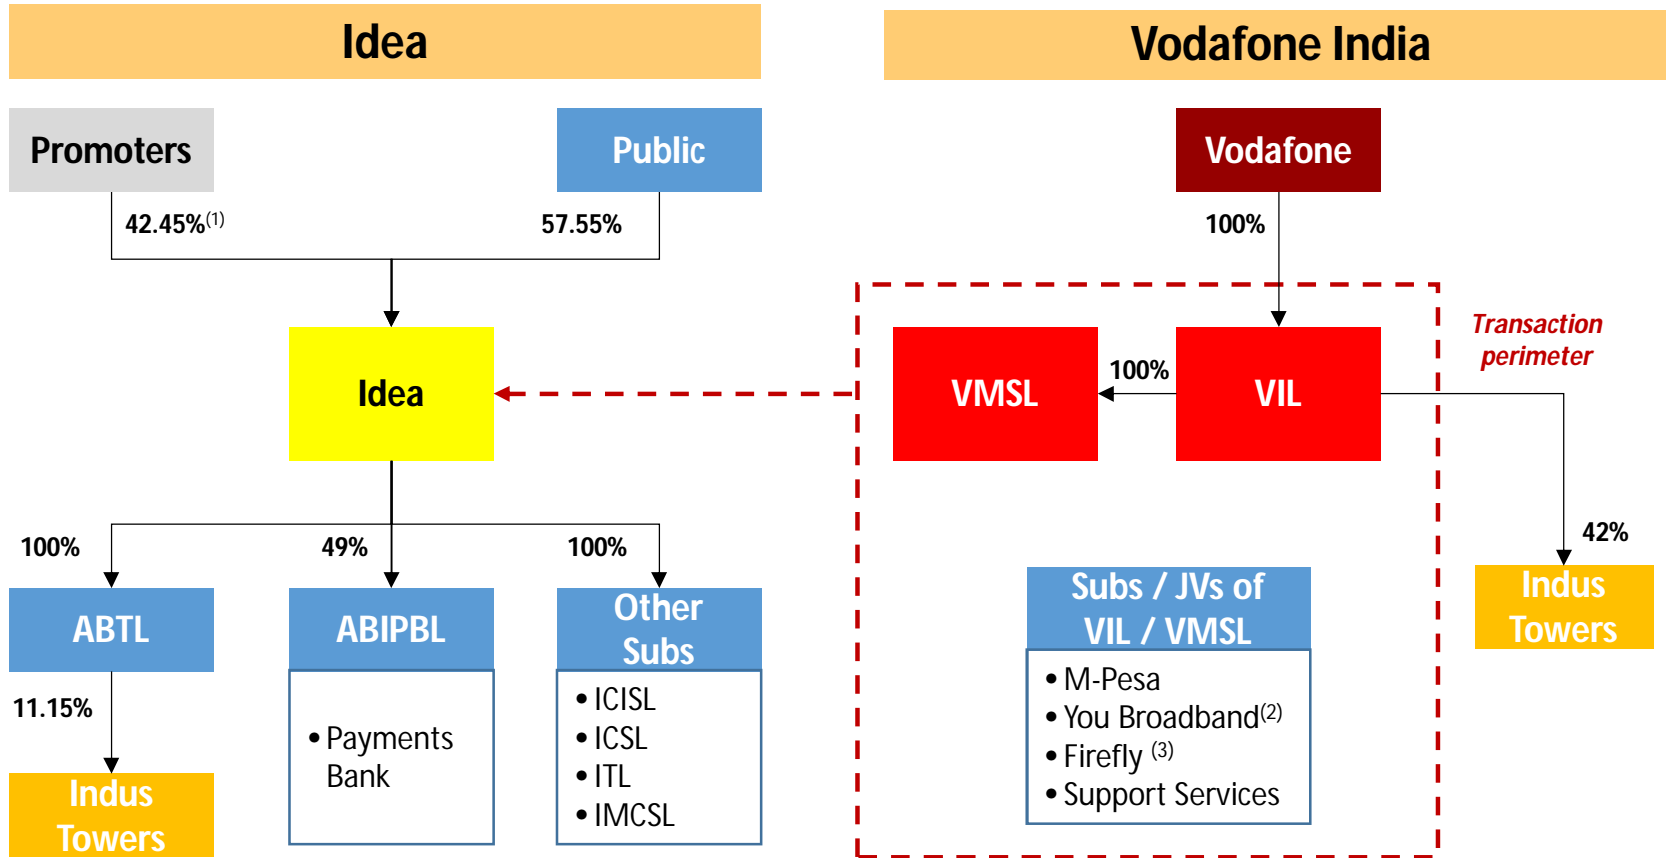 Idea
Vodafone India
Promoters
Public
Vodafone
42.45%(1)
57.55%
100%
Transaction
perimeter
Idea
VMSL
100%
VIL
100%
49%
100%
42%
ABTL
ABIPBL
Other
Subs
Subs / JVs of
VIL / VMSL
Indus
Towers
11.15%
• Payments
Bank
• ICISL
• ICSL
• ITL
• IMCSL
• M-Pesa
• You Broadband(2)
• Firefly (3)
• Support Services
Indus
Towers